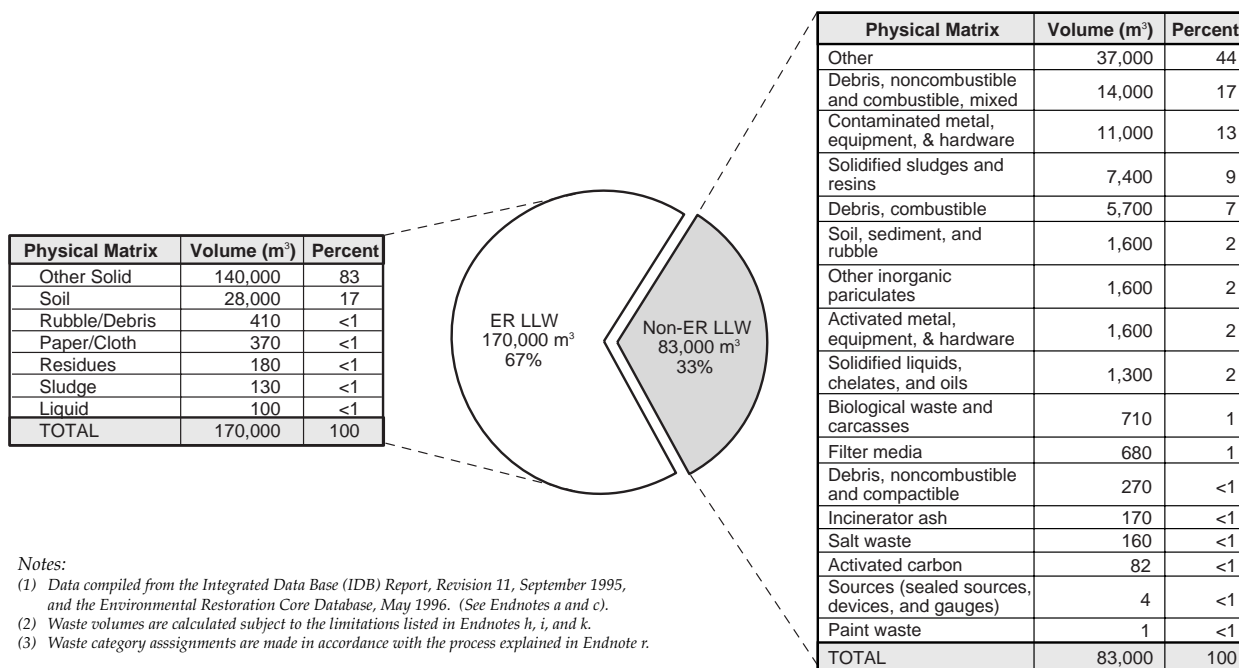 Physical Matrix Volume (m³) Percent
Other Solid 140,000 83
Soil 28,000 17
Rubble/Debris 410 <1
Paper/Cloth 370 <1
Residues 180 <1
Sludge 130 <1
Liquid 100 <1
TOTAL 170,000 100
ER LLW
170,000 m³
67%
Non-ER LLW
83,000 m³
33%
Physical Matrix Volume (m³) Percent
Other 37,000 44
Debris, noncombustible
and combustible, mixed 14,000 17
Contaminated metal,
equipment, & hardware 11,000 13
Solidified sludges and
resins 7,400 9
Debris, combustible 5,700 7
Soil, sediment, and
rubble 1,600 2
Other inorganic
pariculates 1,600 2
Activated metal,
equipment, & hardware 1,600 2
Solidified liquids,
chelates, and oils 1,300 2
Biological waste and
carcasses 710 1
Filter media 680 1
Debris, noncombustible
and compactible 270 <1
Incinerator ash 170 <1
Salt waste 160 <1
Activated carbon 82 <1
Sources (sealed sources,
devices, and gauges) 4 <1
Paint waste 1 <1
TOTAL 83,000 100
Notes:
(1) Data compiled from the Integrated Data Base (IDB) Report, Revision 11, September 1995,
and the Environmental Restoration Core Database, May 1996. (See Endnotes a and c).
(2) Waste volumes are calculated subject to the limitations listed in Endnotes h, i, and k.
(3) Waste category asssignments are made in accordance with the process explained in Endnote r.